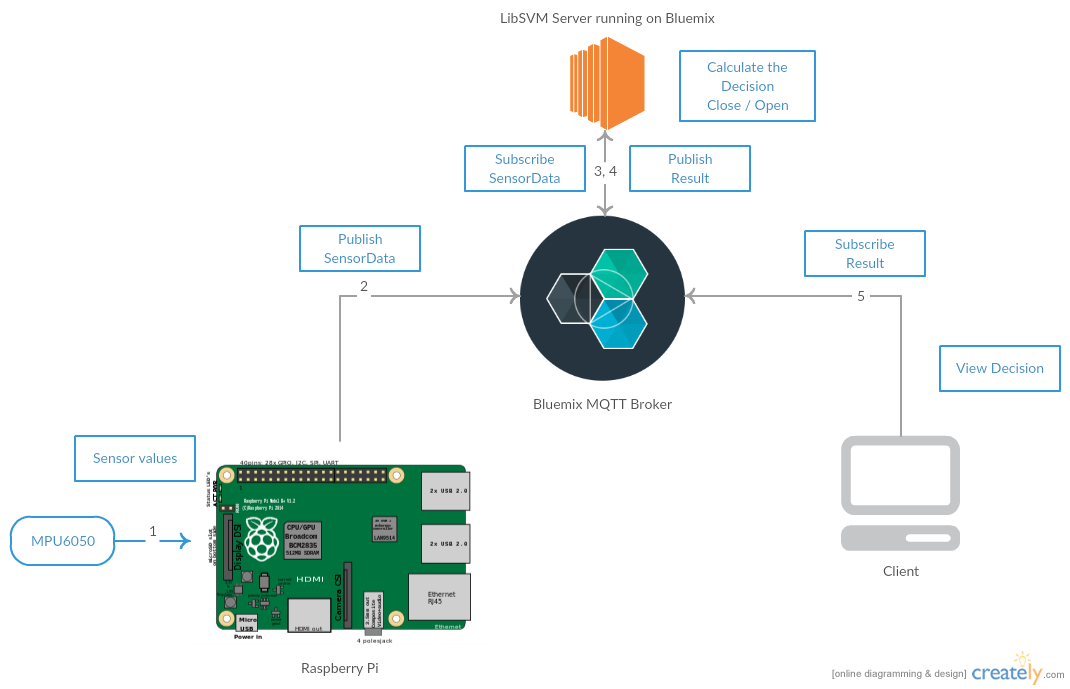 LibSVM Server running on Bluemix
Calculate the
Decision
Close / Open
Subscribe
SensorData
3, 4
Publish
Result
Publish
SensorData
2
Subscribe
Result
5
View Decision
Bluemix MQTT Broker
Sensor values
MPU6050
1
40pins: 28x GPIO, I2C, SPI, UART
Raspberry Pi Model B+ V1.2
(C)Raspberry Pi 2014
2x USB 2.0
CPU/GPU
Broadcom
BCM2835
512MB SDRAM
LAN9514
Display DSI
2x USB 2.0
HDMI
Camera CSI
Ethernet
RJ45
Micro
USB
Power in
HDMI out
Ethernet
4 polesjack
Raspberry Pi
Client
[online diagramming & design] creately.com